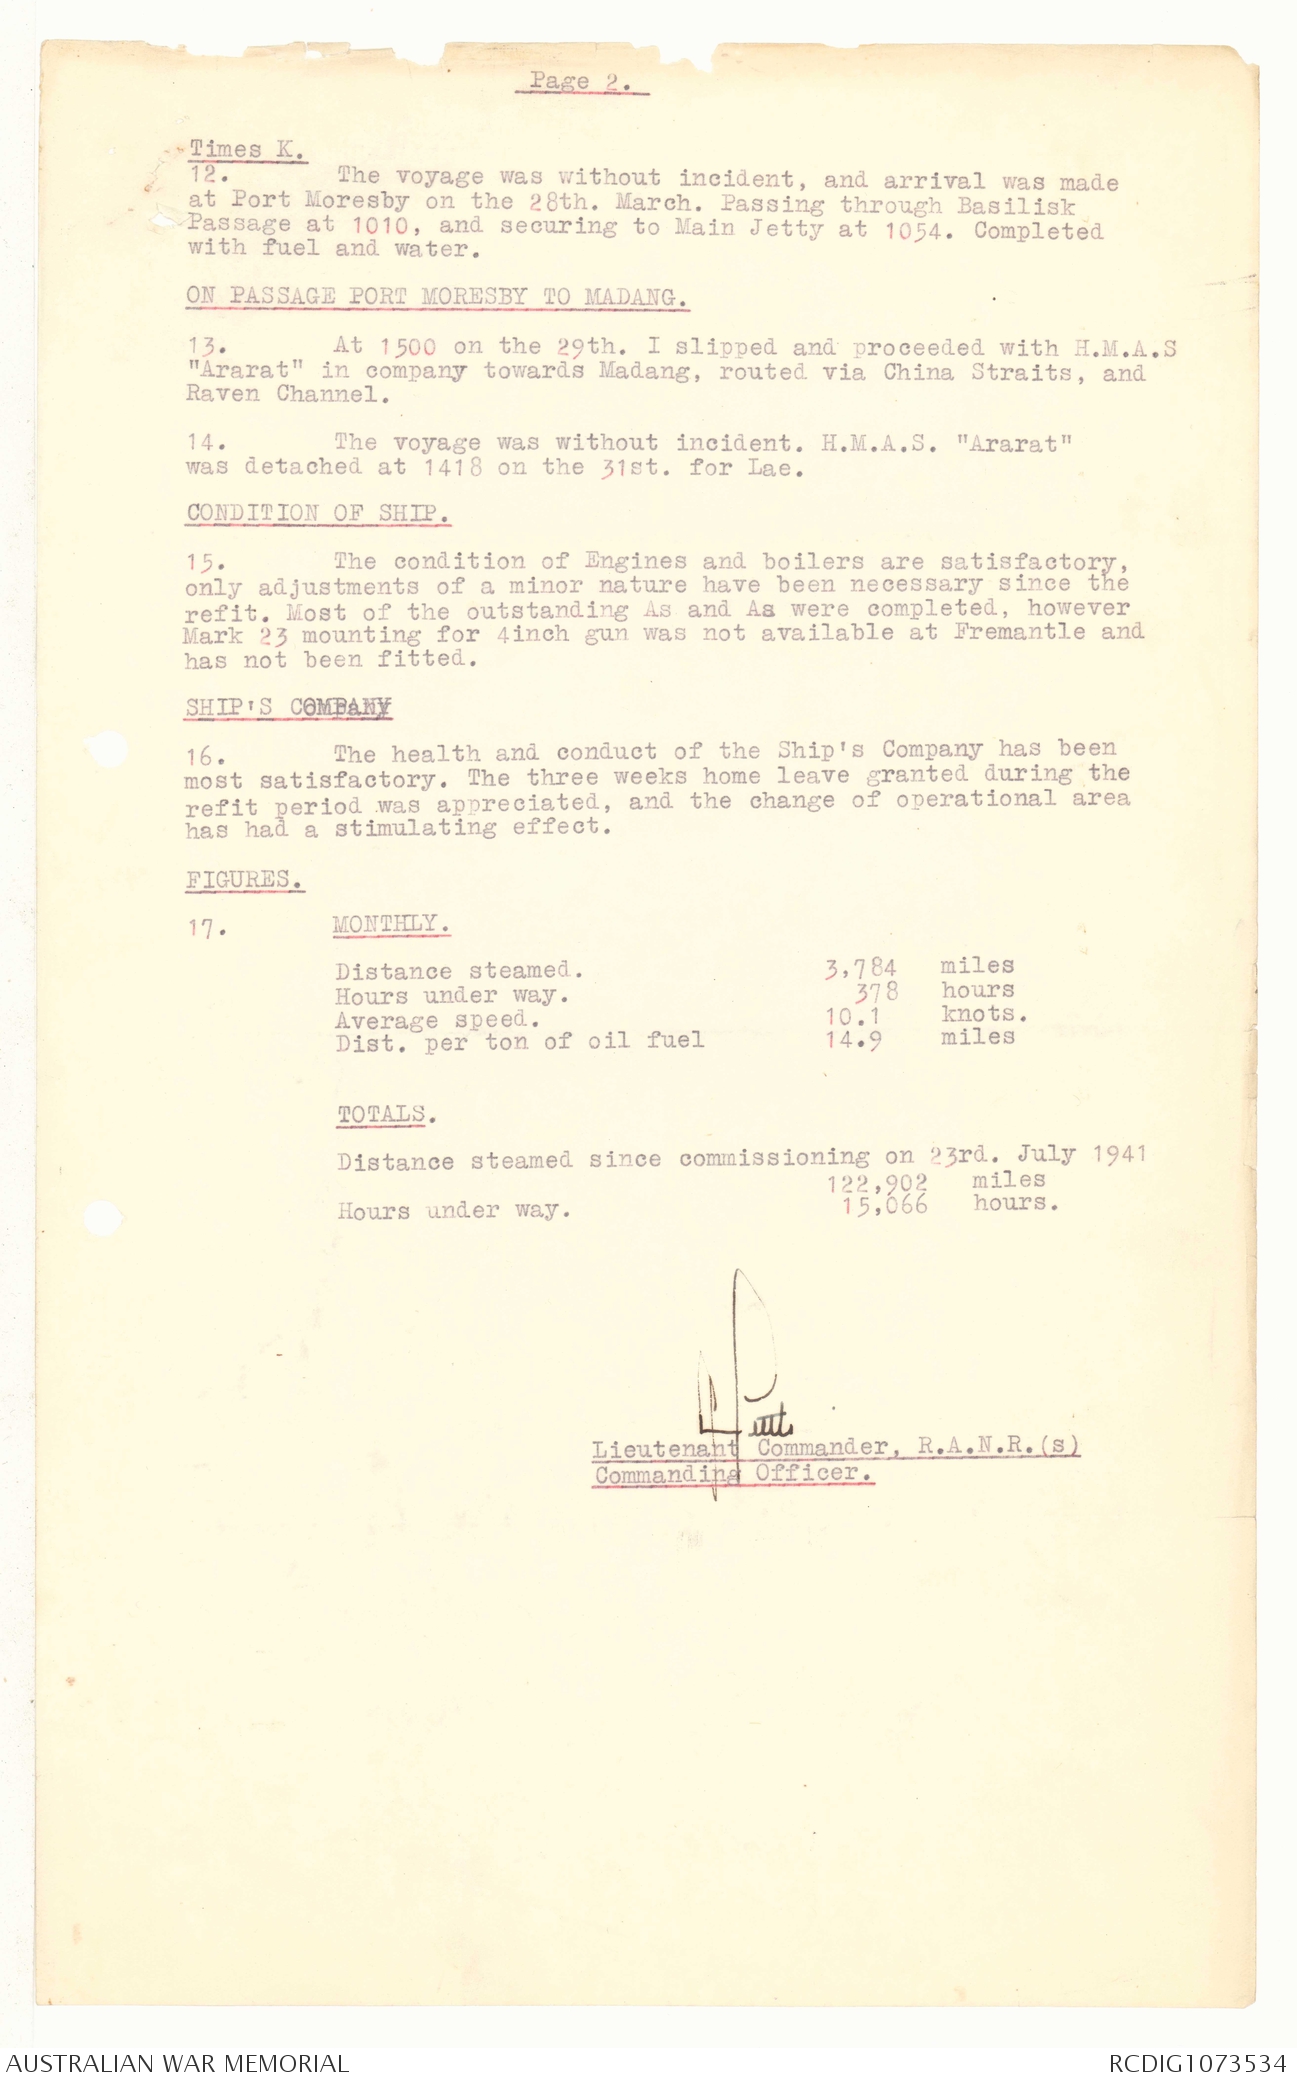 Page 2.
Times K.
12. The voyage was without incident, and arrival was made
at Port Moresby on the 28th. March. Passing through Basilisk
Passage at 1010, and securing to Main Jetty at 1054. Completed
with fuel and water.
ON PASSAGE PORT MORESBY TO MADANG.
13. At 1500 on the 29th. I slipped and proceeded with H.M.A.S
"Ararat" in company towards Madang, routed via China Straits, and
Raven Channel.
14. The voyage was without incident. H.M.A.S. "Ararat"
was detached at 1418 on the 31st. for Lae.
CONDITION OF SHIP.
15. The condition of Engines and boilers are satisfactory,
only adjustments of a minor nature have been necessary since the
refit. Most of the outstanding As and As were completed, however
Mark 23 mounting for 4inch gun was not available at Fremantle and
has not been fitted.
SHIP'S COMPANY
16. The health and conduct of the Ship's Company has been
most satisfactory. The three weeks home leave granted during the
refit period was appreciated, and the change of operational area
has had a stimulating effect.
FIGURES.
17. MONTHLY.
Distance steamed. 3,784 miles
Hours under way. 378 hours
Average speed. 10.1 knots.
Dist. per ton of oil fuel 14.9 miles
TOTALS.
Distance steamed since commissioning on 23rd. July 1941
122,902 miles
Hours under way. 15,066 hours.
Lieutenant Commander, R.A.N.R.(s)
Commanding Officer.
AUSTRALIAN WAR MEMORIAL RCDIG1073534